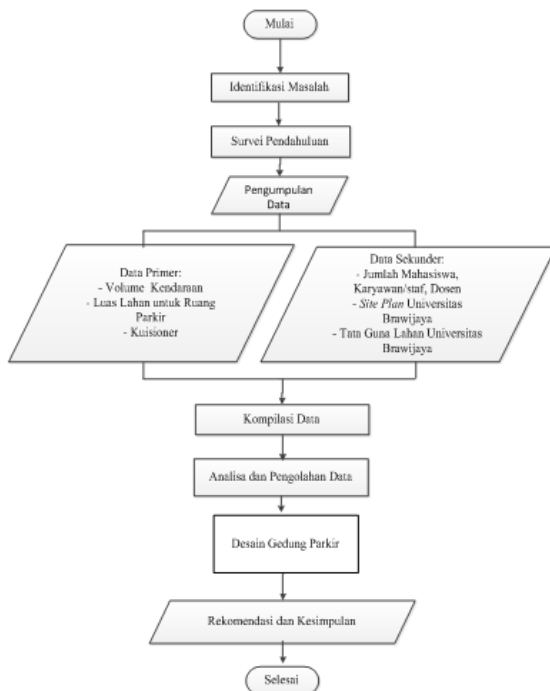 Mulai
Identifikasi Masalah
Survei Pendahuluan
Pengumpulan
Data
Data Primer:
- Volume Kendaraan
- Luas Lahan untuk Ruang
Parkir
- Kuisioner
Data Sekunder:
- Jumlah Mahasiswa,
Karyawan/staf, Dosen
- Site Plan Universitas
Brawijaya
- Tata Guna Lahan Universitas
Brawijaya
Kompilasi Data
Analisa dan Pengolahan Data
Desain Gedung Parkir
Rekomendasi dan Kesimpulan
Selesai